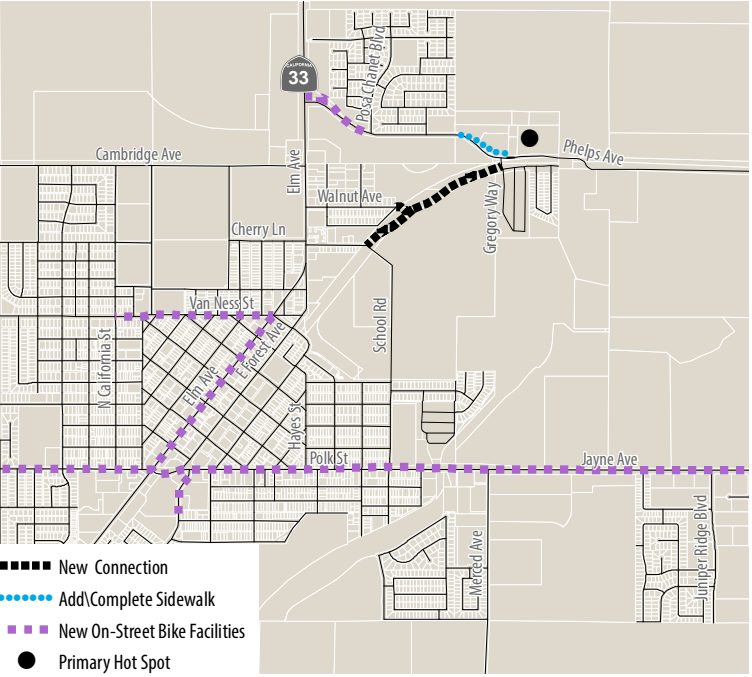 CALIFORNIA
33
Posa Chanet Blvd
Cambridge Ave
Elm Ave
Phelps Ave
Walnut Ave
Gregory Way
Cherry Ln
Van Ness St
School Rd
N California St
Elm Ave
E Forest Ave
Hayes St
Polk St
Jayne Ave
Merced Ave
Juniper Ridge Blvd
New Connection
Add\Complete Sidewalk
New On-Street Bike Facilities
Primary Hot Spot